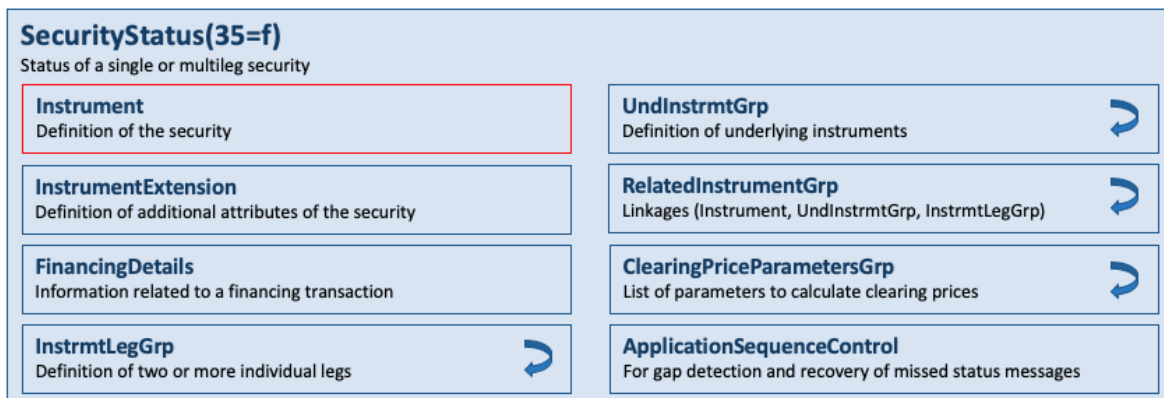 SecurityStatus(35=f)
Status of a single or multileg security
Instrument
Definition of the security
UndInstrmtGrp
Definition of underlying instruments
InstrumentExtension
Definition of additional attributes of the security
RelatedInstrumentGrp
Linkages (Instrument, UndInstrmtGrp, InstrmtLegGrp)
FinancingDetails
Information related to a financing transaction
ClearingPriceParametersGrp
List of parameters to calculate clearing prices
InstrmtLegGrp
Definition of two or more individual legs
ApplicationSequenceControl
For gap detection and recovery of missed status messages